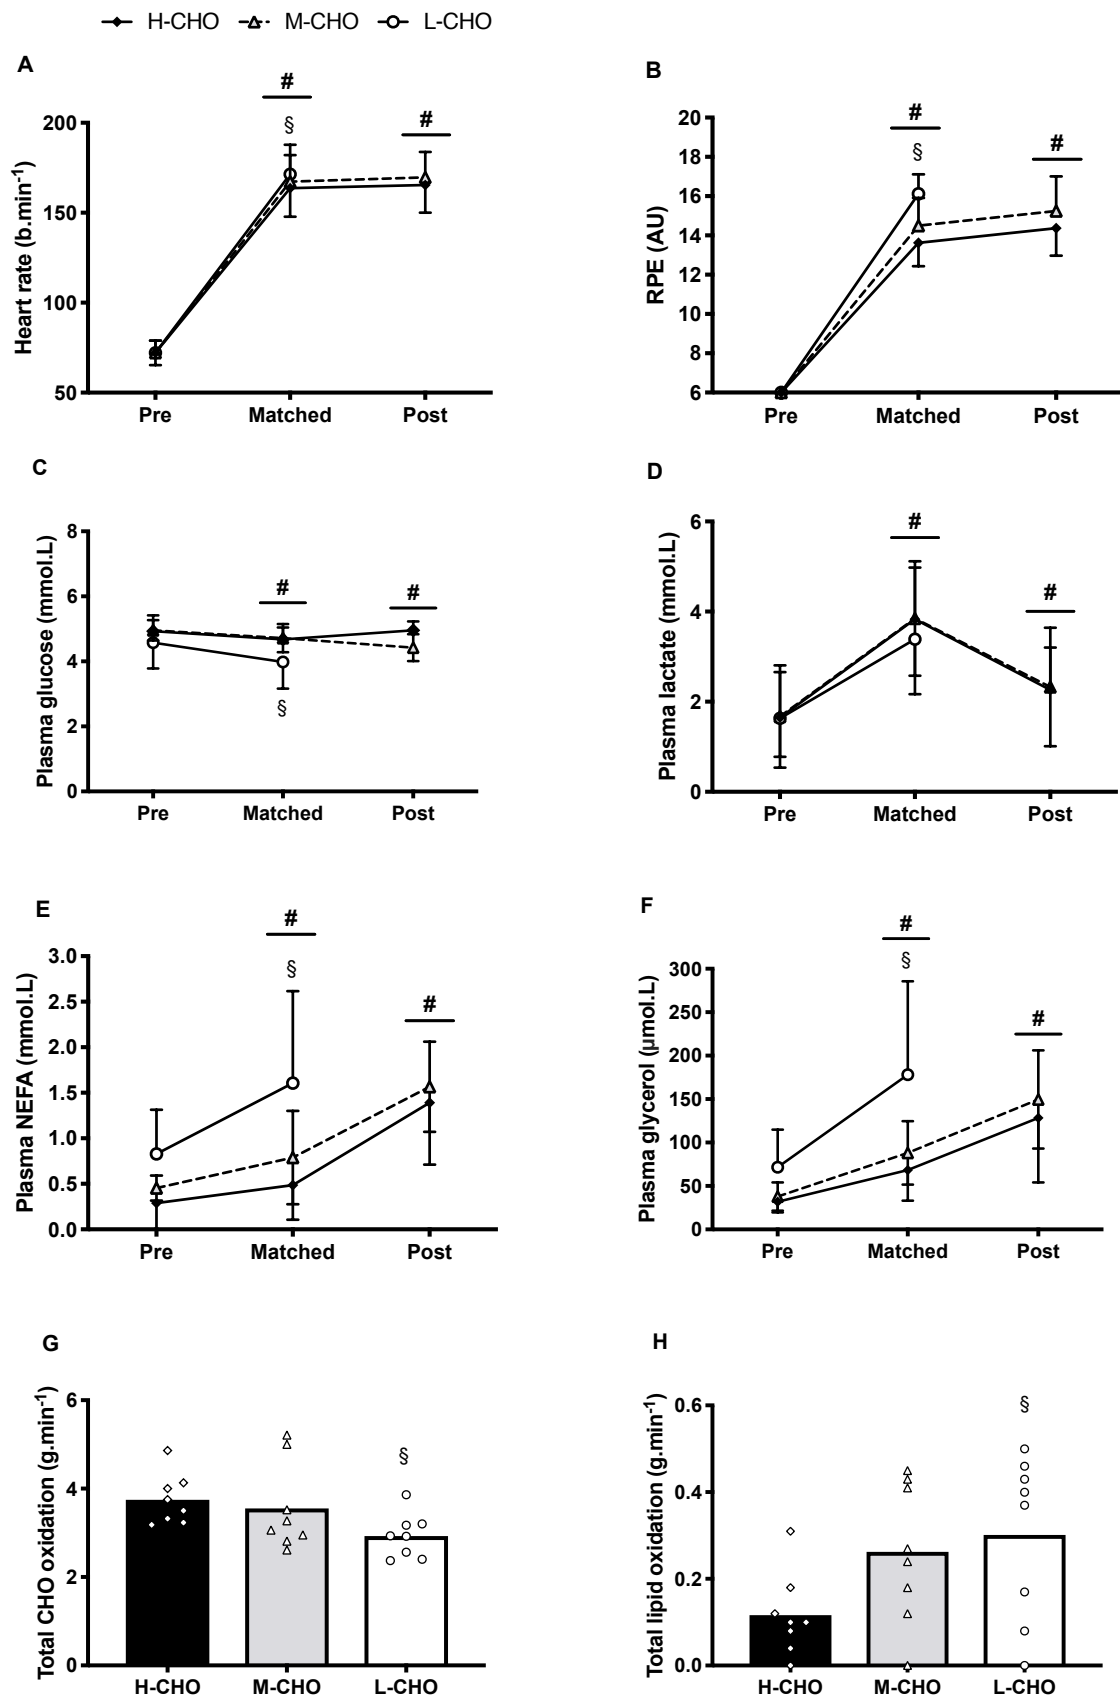 H-CHO M-CHO L-CHO
A
#
§
#
200
150
100
50
Heart rate (b.min⁻¹)
Pre Matched Post
B
#
§
#
20
18
16
14
12
10
8
6
RPE (AU)
Pre Matched Post
C
8
6
4
2
0
#
#
§
Plasma glucose (mmol.L)
Pre Matched Post
D
#
#
6
4
2
0
Plasma lactate (mmol.L)
Pre Matched Post
E
#
§
#
3.0
2.5
2.0
1.5
1.0
0.5
0.0
Plasma NEFA (mmol.L)
Pre Matched Post
F
#
§
#
300
250
200
150
100
50
0
Plasma glycerol (µmol.L)
Pre Matched Post
G
6
4
2
0
§
Total CHO oxidation (g.min⁻¹)
H-CHO M-CHO L-CHO
H
0.6
0.4
0.2
0.0
§
Total lipid oxidation (g.min⁻¹)
H-CHO M-CHO L-CHO